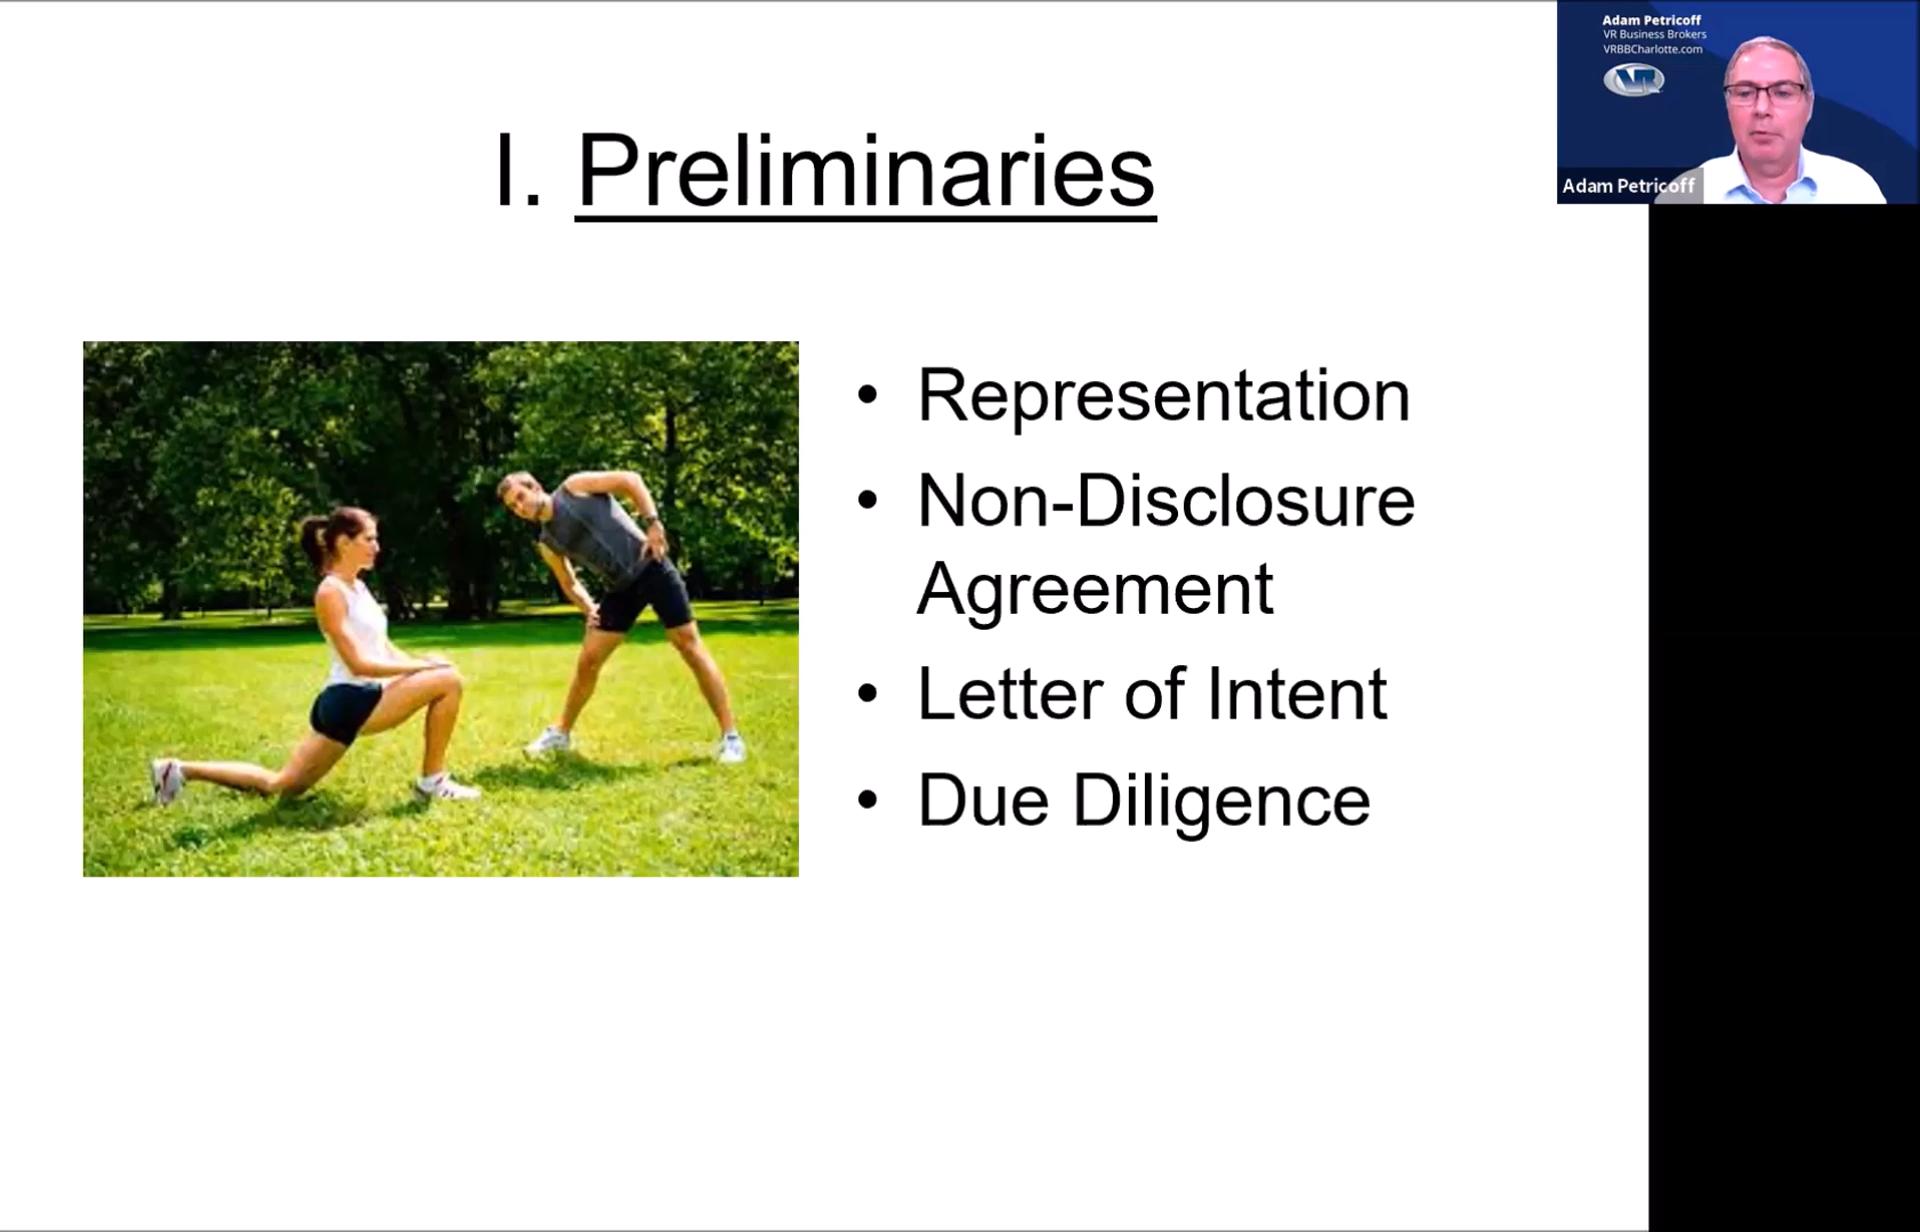 Adam Petricoff
VR Business Brokers
VRBBCharlotte.com
VR
Adam Petricoff
I. Preliminaries
• Representation
• Non-Disclosure
Agreement
• Letter of Intent
• Due Diligence